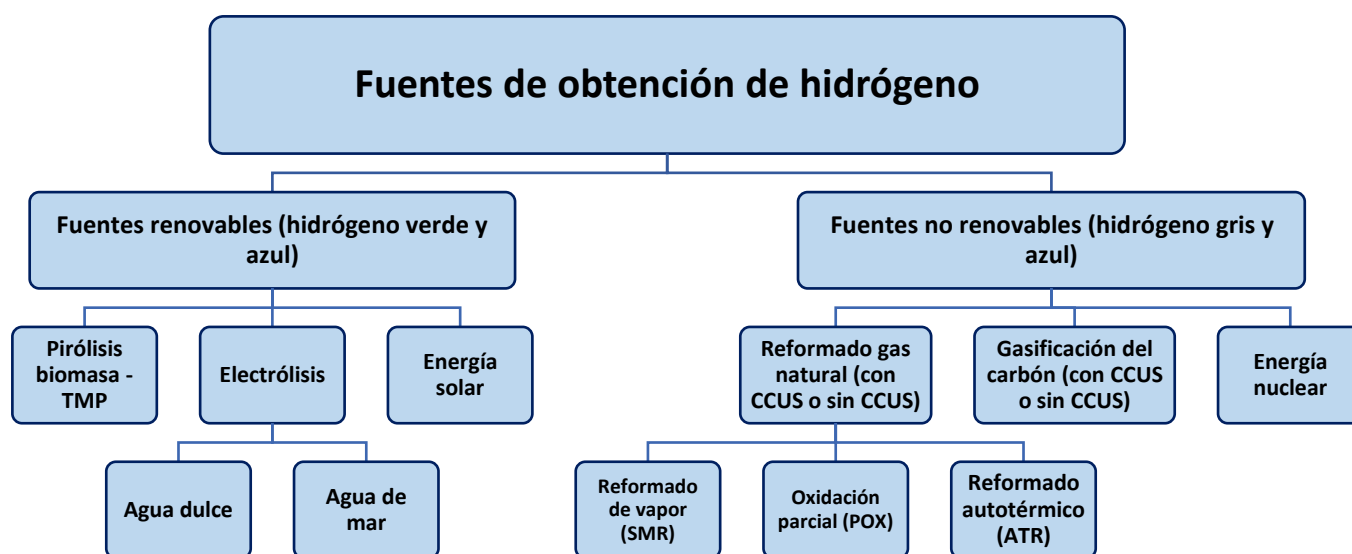 Fuentes de obtención de hidrógeno
Fuentes renovables (hidrógeno verde y
azul)
Fuentes no renovables (hidrógeno gris y
azul)
Pirólisis
biomasa -
TMP
Electrólisis
Energía
solar
Reformado gas
natural (con
CCUS o sin CCUS)
Gasificación del
carbón (con CCUS
o sin CCUS)
Energía
nuclear
Agua dulce
Agua de
mar
Reformado
de vapor
(SMR)
Oxidación
parcial (POX)
Reformado
autotérmico
(ATR)